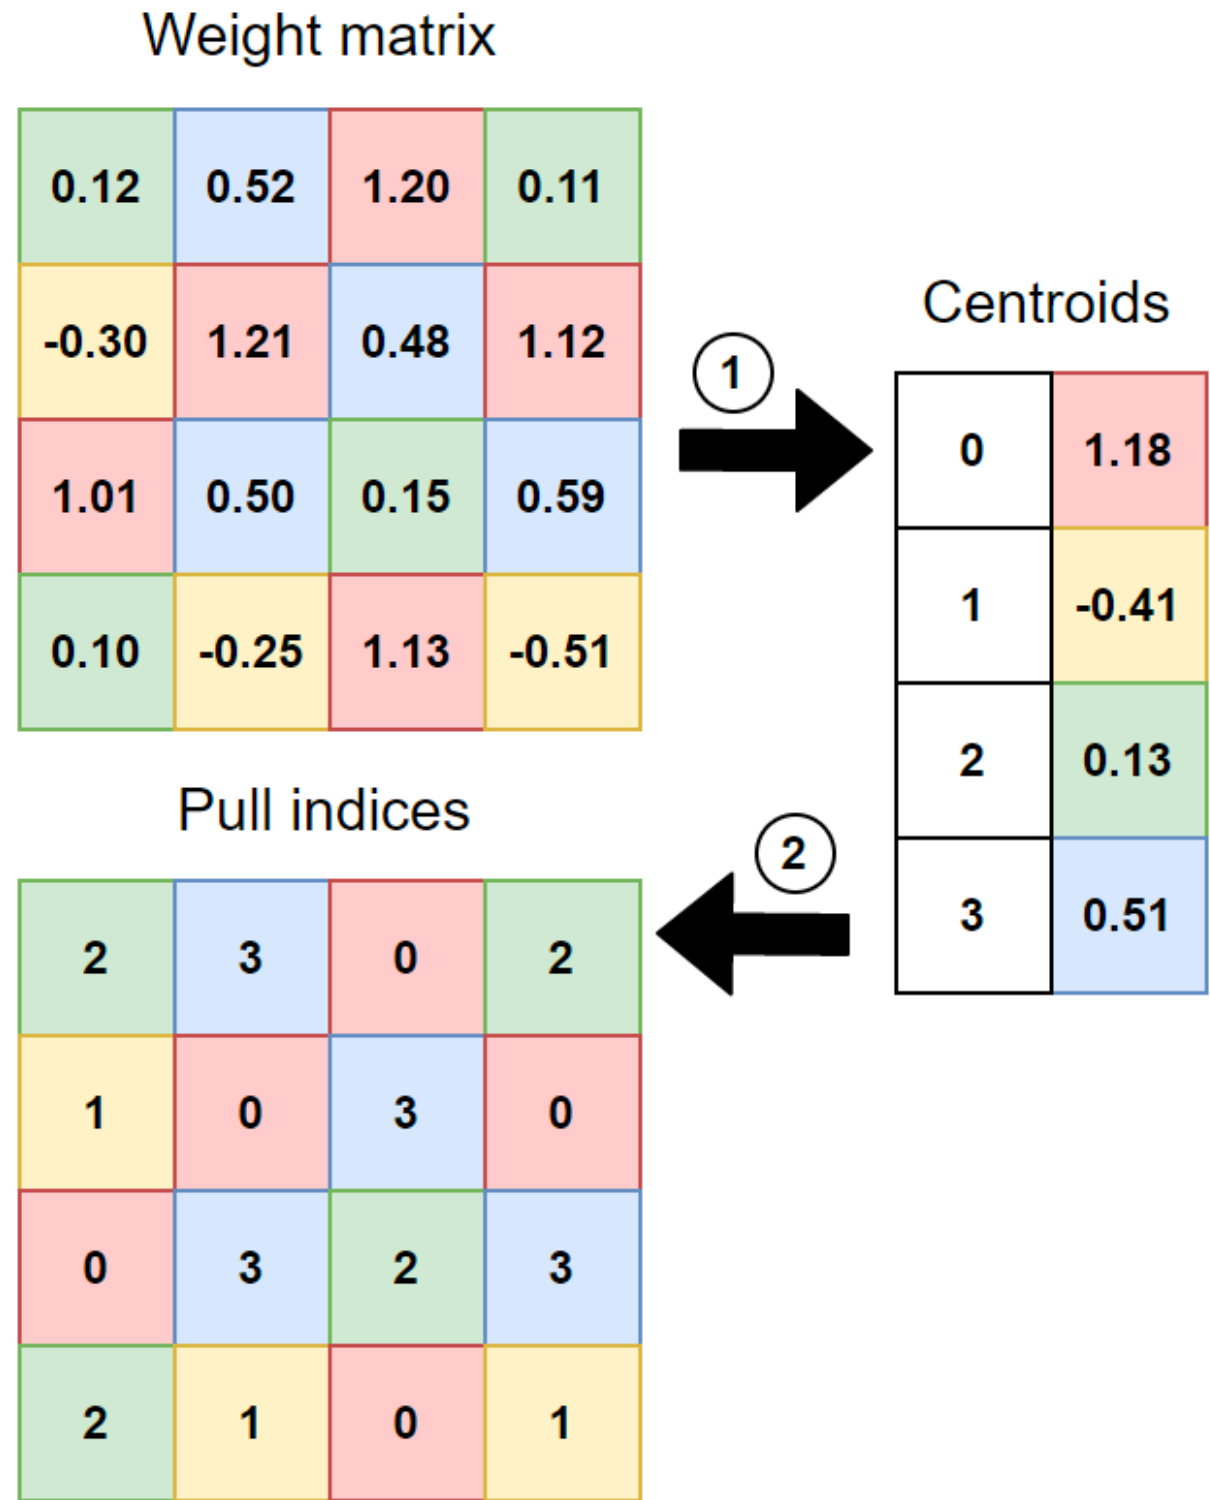 Weight matrix
0.12 0.52 1.20 0.11
-0.30 1.21 0.48 1.12
1.01 0.50 0.15 0.59
0.10 -0.25 1.13 -0.51
1
Centroids
0 1.18
1 -0.41
2 0.13
3 0.51
2
Pull indices
2 3 0 2
1 0 3 0
0 3 2 3
2 1 0 1